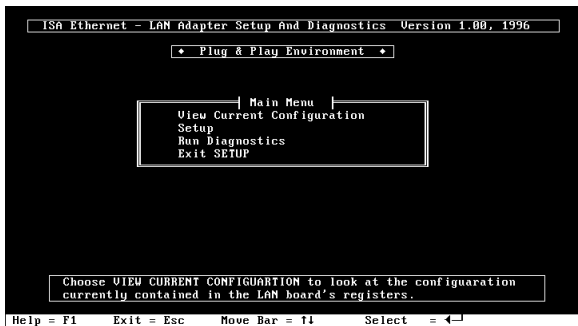 ISA Ethernet - LAN Adapter Setup And Diagnostics Version 1.00, 1996
♦ Plug & Play Environment ♦
Main Menu
View Current Configuration
Setup
Run Diagnostics
Exit SETUP
Choose VIEW CURRENT CONFIGUARTION to look at the configuaration
currently contained in the LAN board's registers.
Help = F1 Exit = Esc Move Bar = ↑↓ Select = ◄┘